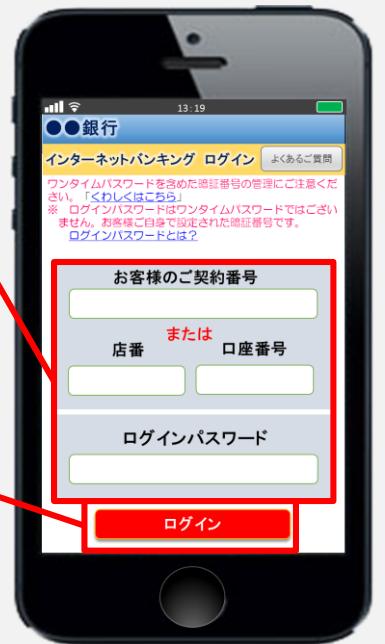 13:19
●●銀行
インターネットバンキング ログイン よくあるご質問
ワンタイムパスワードを含めた暗証番号の管理にご注意くだ
さい。「くわしくはこちら」
※ ログインパスワードはワンタイムパスワードではござい
ません。お客様ご自身で設定された暗証番号です。
ログインパスワードとは?
お客様のご契約番号
または
店番 口座番号
ログインパスワード
ログイン